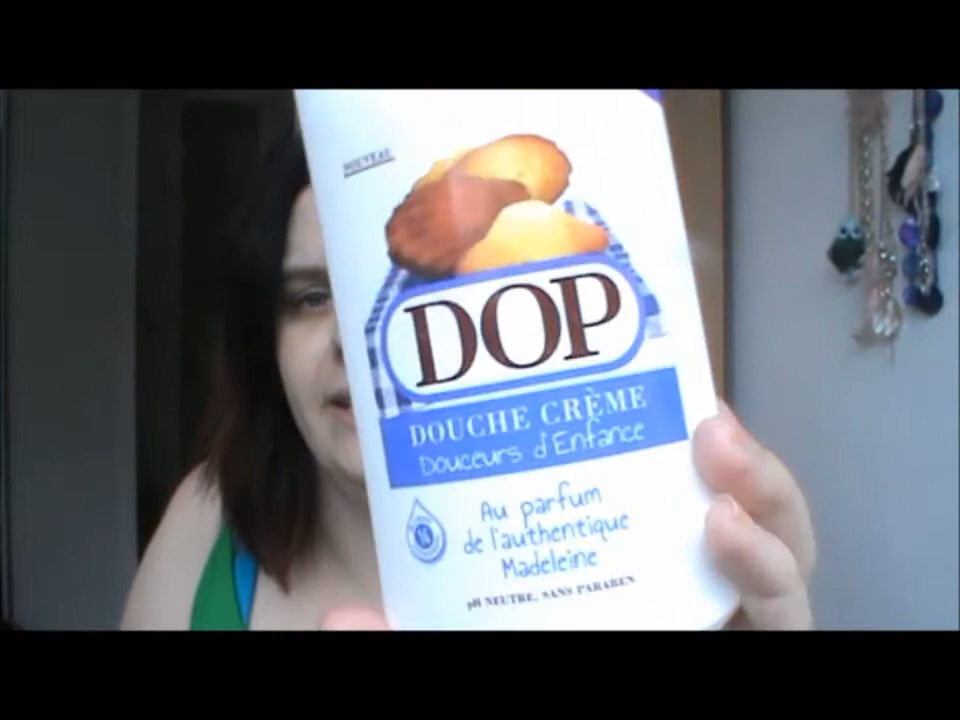 NOUVEAU
DOP
DOUCHE CRÈME
Douceurs d'Enfance
Au parfum
de l'authentique
Madeleine
pH NEUTRE, SANS PARABEN